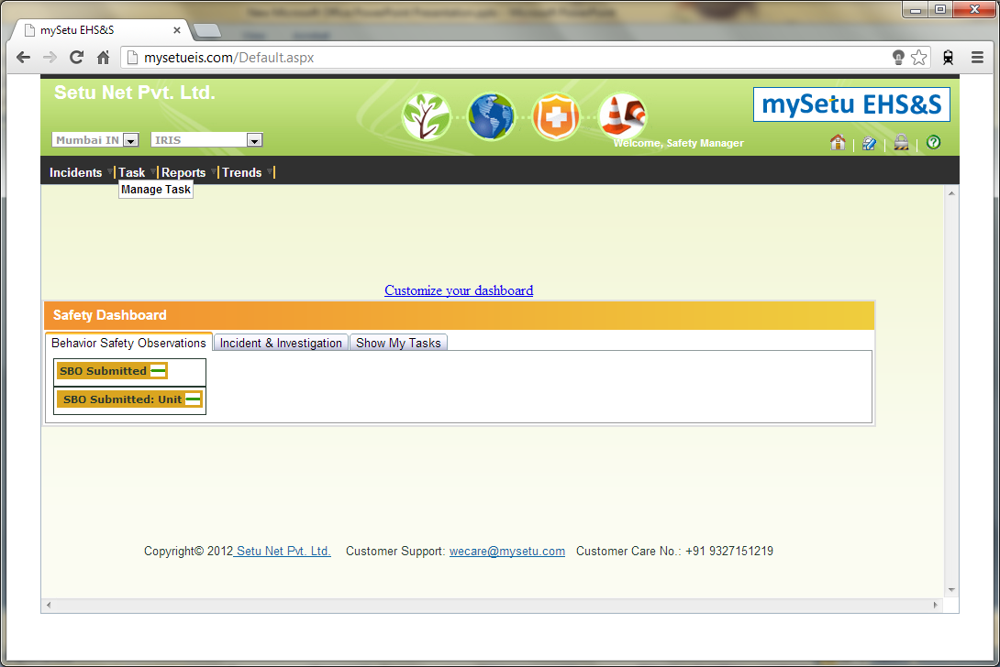 mySetu EHS&S
mysetueis.com/Default.aspx
Setu Net Pvt. Ltd.
mySetu EHS&S
Mumbai IN
IRIS
Welcome, Safety Manager
Incidents
Task
Reports
Trends
Manage Task
Customize your dashboard
Safety Dashboard
Behavior Safety Observations
Incident & Investigation
Show My Tasks
SBO Submitted
SBO Submitted: Unit
Copyright© 2012 Setu Net Pvt. Ltd. Customer Support: wecare@mysetu.com Customer Care No.: +91 9327151219